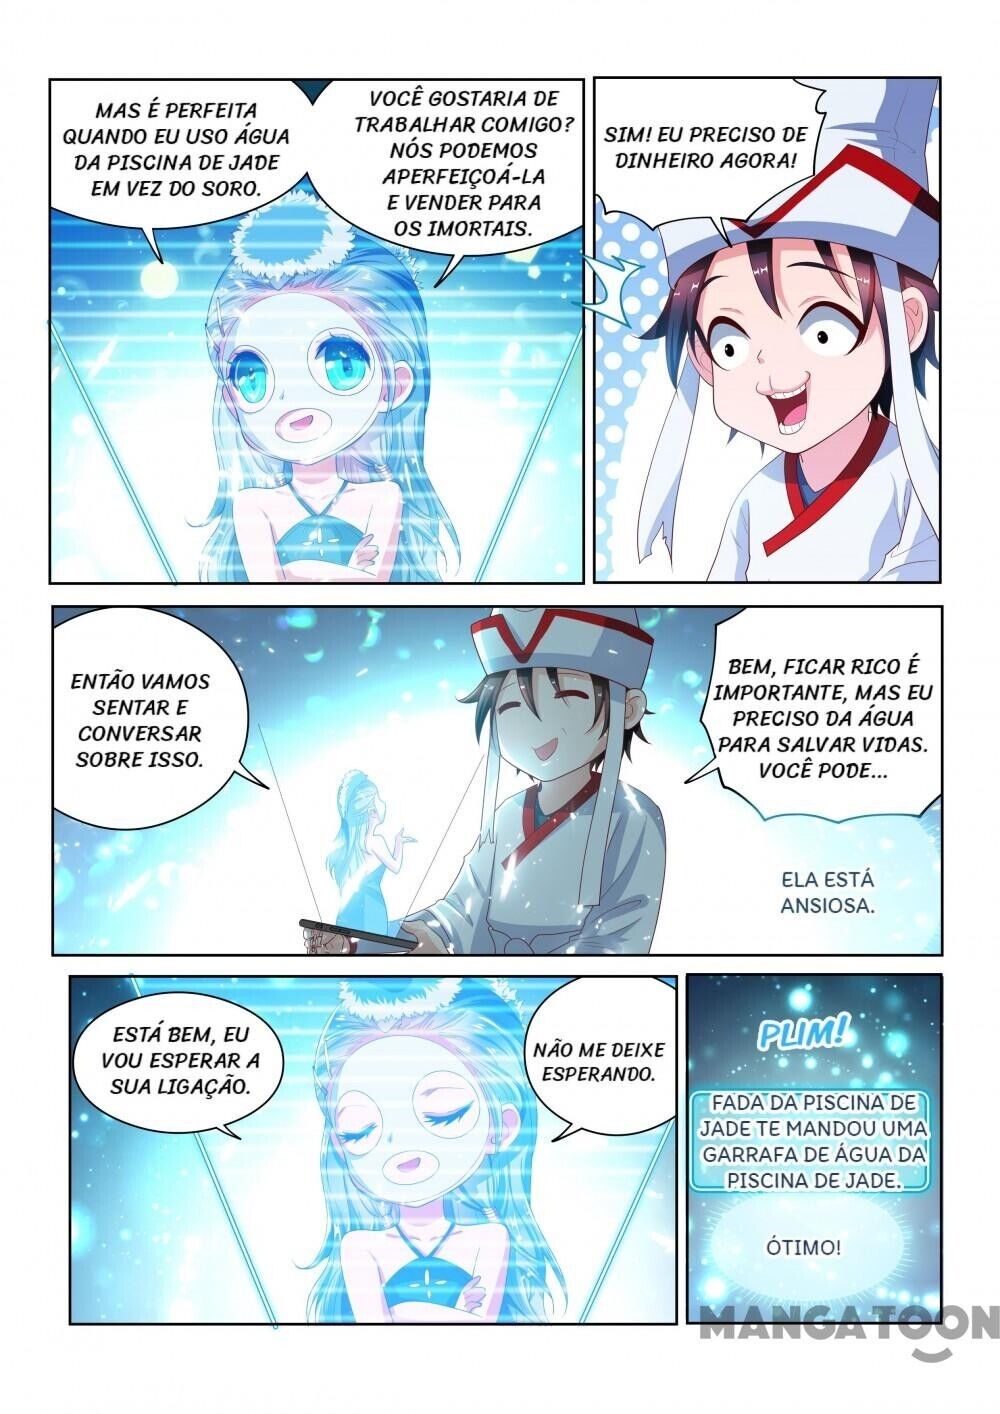 MAS É PERFEITA
QUANDO EU USO ÁGUA
DA PISCINA DE JADE
EM VEZ DO SORO.
VOCÊ GOSTARIA DE
TRABALHAR COMIGO?
NÓS PODEMOS
APERFEIÇOÁ-LA
E VENDER PARA
OS IMORTAIS.
SIM! EU PRECISO DE
DINHEIRO AGORA!
ENTÃO VAMOS
SENTAR E
CONVERSAR
SOBRE ISSO.
BEM, FICAR RICO É
IMPORTANTE, MAS EU
PRECISO DA ÁGUA
PARA SALVAR VIDAS.
VOCÊ PODE...
ELA ESTÁ
ANSIOSA.
ESTÁ BEM, EU
VOU ESPERAR A
SUA LIGAÇÃO.
NÃO ME DEIXE
ESPERANDO.
PLIM!
FADA DA PISCINA DE
JADE TE MANDOU UMA
GARRAFA DE ÁGUA DA
PISCINA DE JADE.
ÓTIMO!
MANGATOON